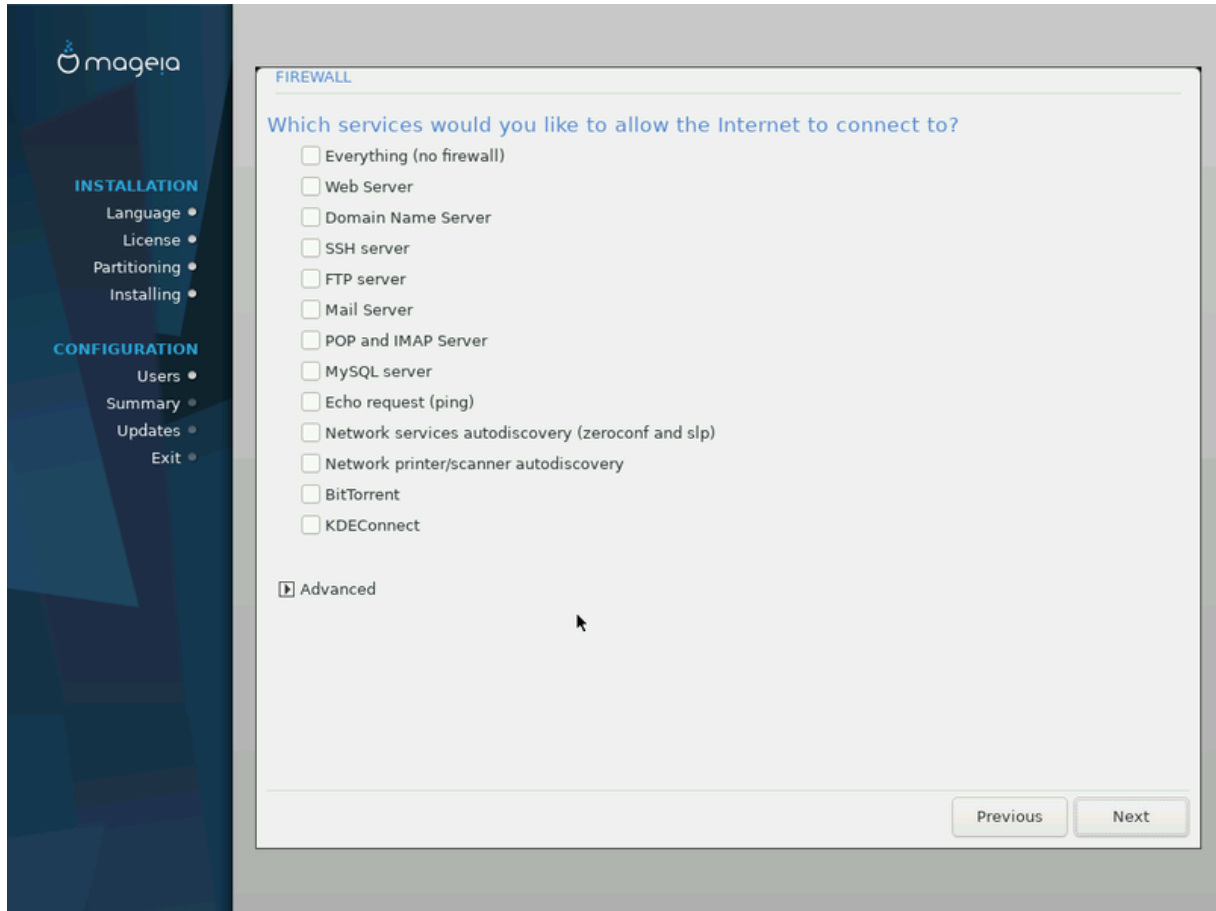 mageia
INSTALLATION
Language
License
Partitioning
Installing
CONFIGURATION
Users
Summary
Updates
Exit
FIREWALL
Which services would you like to allow the Internet to connect to?
Everything (no firewall)
Web Server
Domain Name Server
SSH server
FTP server
Mail Server
POP and IMAP Server
MySQL server
Echo request (ping)
Network services autodiscovery (zeroconf and slp)
Network printer/scanner autodiscovery
BitTorrent
KDEConnect
Advanced
Previous
Next